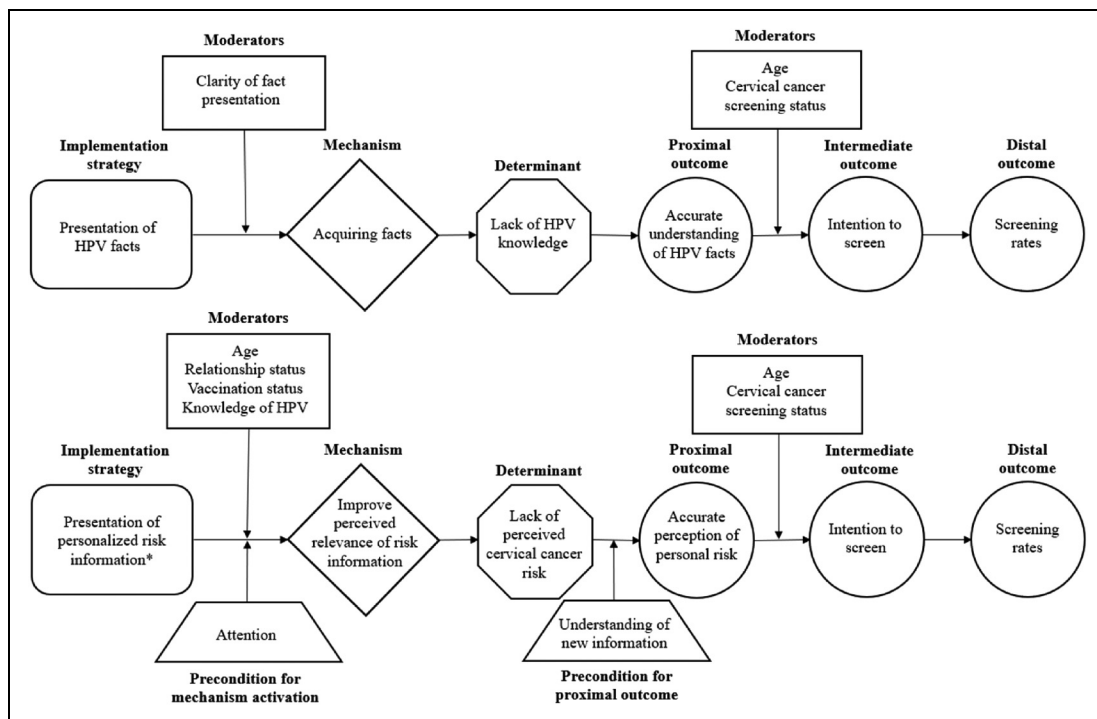 Moderators
Clarity of fact
presentation
Moderators
Age
Cervical cancer
screening status
Implementation
strategy
Presentation of
HPV facts
Mechanism
Acquiring facts
Determinant
Lack of HPV
knowledge
Proximal
outcome
Accurate
understanding
of HPV facts
Intermediate
outcome
Intention to
screen
Distal
outcome
Screening
rates
Moderators
Age
Relationship status
Vaccination status
Knowledge of HPV
Moderators
Age
Cervical cancer
screening status
Implementation
strategy
Presentation of
personalized risk
information*
Mechanism
Improve
perceived
relevance of risk
information
Determinant
Lack of
perceived
cervical cancer
risk
Proximal
outcome
Accurate
perception of
personal risk
Intermediate
outcome
Intention to
screen
Distal
outcome
Screening
rates
Attention
Precondition for
mechanism activation
Understanding of
new information
Precondition for
proximal outcome